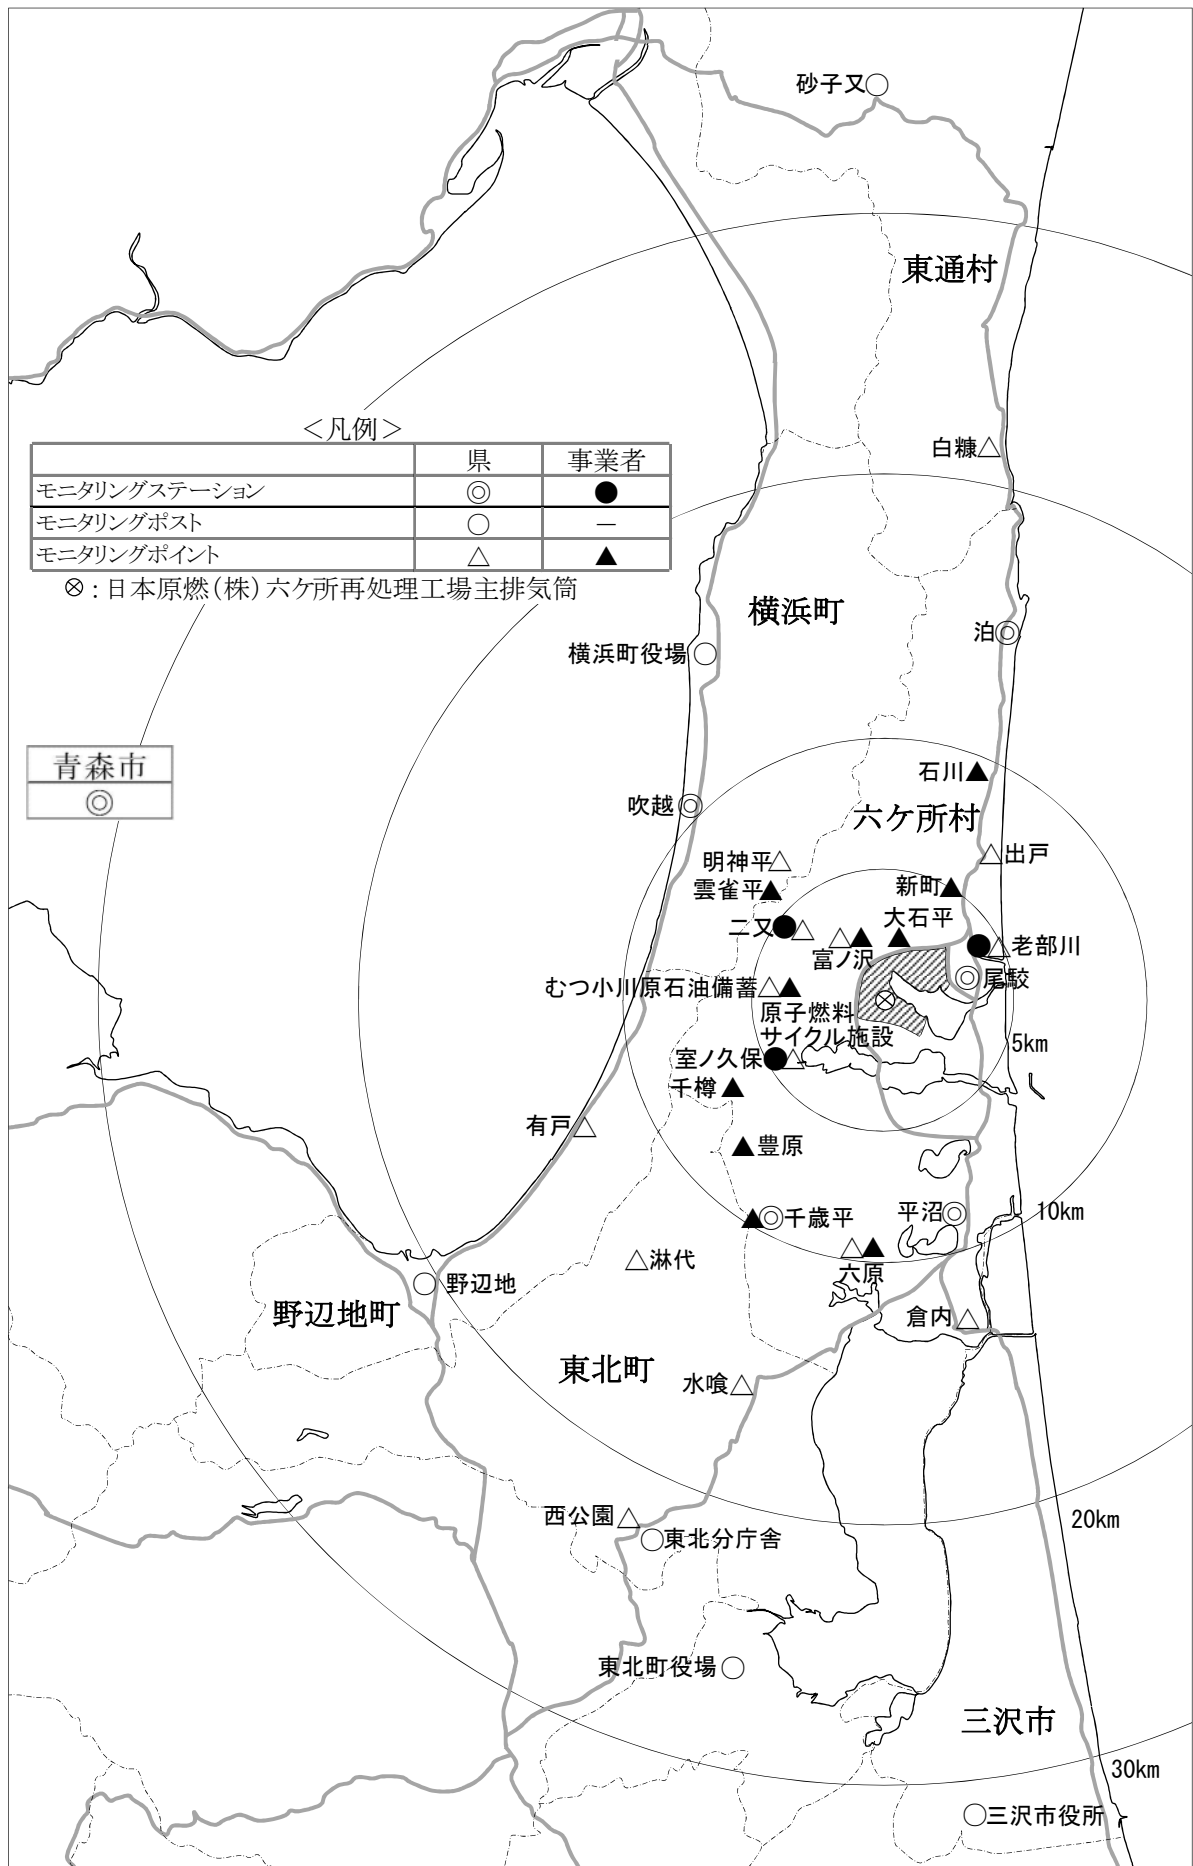 砂子又
東通村
<凡例>
県 事業者
白糠
モニタリングステーション ◎ ●
モニタリングポスト ○ －
モニタリングポイント △ ▲
⊗：日本原燃(株)六ケ所再処理工場主排気筒
横浜町
泊
横浜町役場
青森市
◎
石川
吹越
六ケ所村
明神平
出戸
雲雀平
新町
大石平
二又
富ノ沢
老部川
尾駮
むつ小川原石油備蓄
原子燃料
サイクル施設
5km
室ノ久保
千樽
有戸
豊原
千歳平
平沼
10km
淋代
六原
野辺地
野辺地町
倉内
東北町
水喰
西公園
20km
東北分庁舎
東北町役場
三沢市
30km
三沢市役所